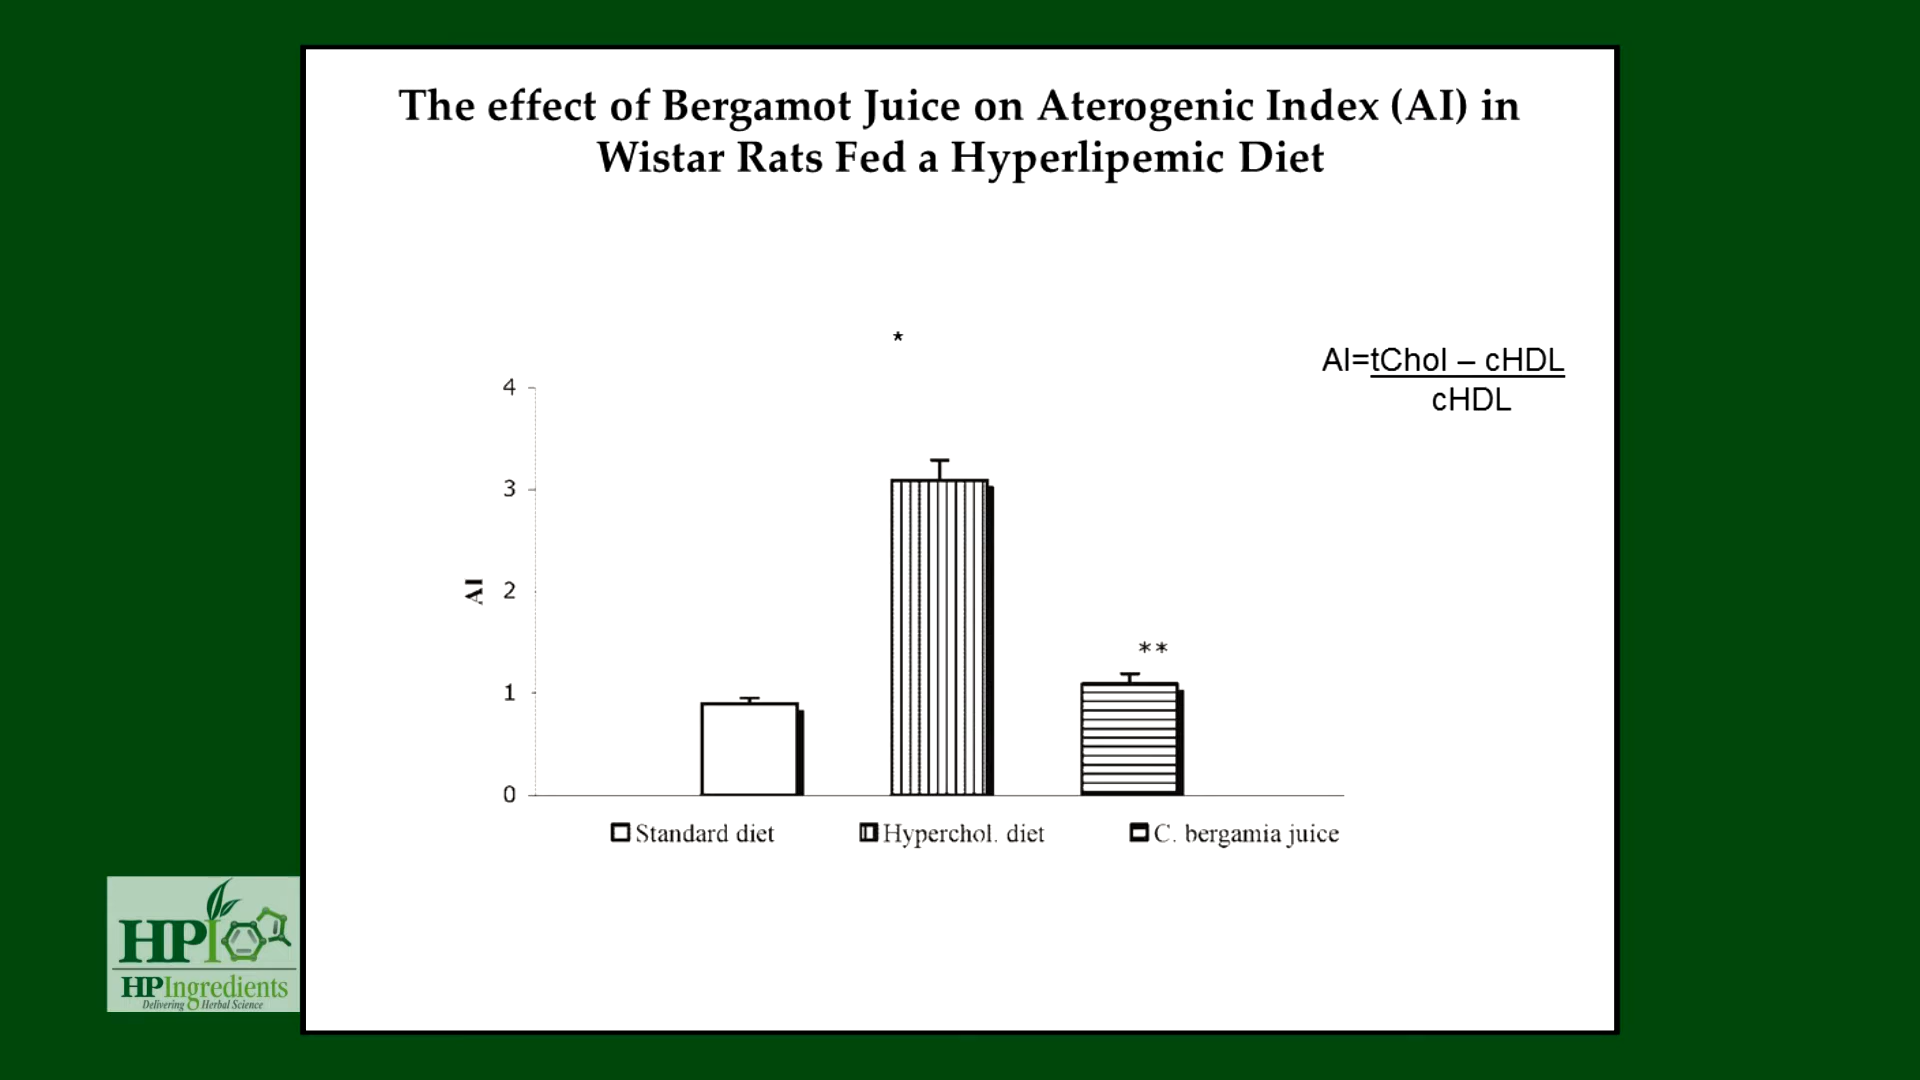 The effect of Bergamot Juice on Aterogenic Index (AI) in
Wistar Rats Fed a Hyperlipemic Diet
*
AI=tChol – cHDL
cHDL
4
3
2
1
0
AI
**
Standard diet
Hyperchol. diet
C. bergamia juice
HPI
HPIngredients
Delivering Herbal Science